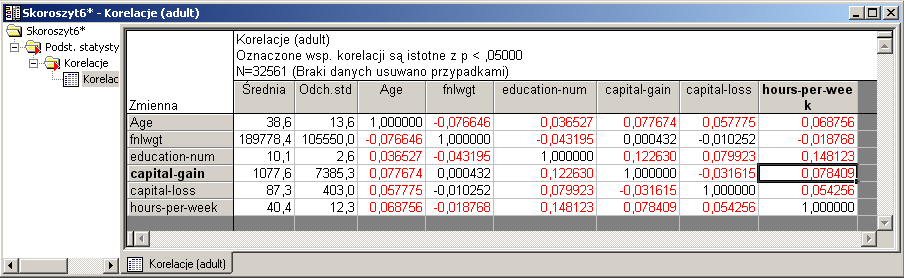 Skoroszyt6* - Korelacje (adult)
Skoroszyt6*
Podst. statysty
Korelacje
Korelac
Korelacje (adult)
Oznaczone wsp. korelacji są istotne z p < ,05000
N=32561 (Braki danych usuwano przypadkami)
Zmienna Średnia Odch.std Age fnlwgt education-num capital-gain capital-loss hours-per-wee
k
Age 38,6 13,6 1,000000 -0,076646 0,036527 0,077674 0,057775 0,068756
fnlwgt 189778,4 105550,0 -0,076646 1,000000 -0,043195 0,000432 -0,010252 -0,018768
education-num 10,1 2,6 0,036527 -0,043195 1,000000 0,122630 0,079923 0,148123
capital-gain 1077,6 7385,3 0,077674 0,000432 0,122630 1,000000 -0,031615 0,078409
capital-loss 87,3 403,0 0,057775 -0,010252 0,079923 -0,031615 1,000000 0,054256
hours-per-week 40,4 12,3 0,068756 -0,018768 0,148123 0,078409 0,054256 1,000000
Korelacje (adult)